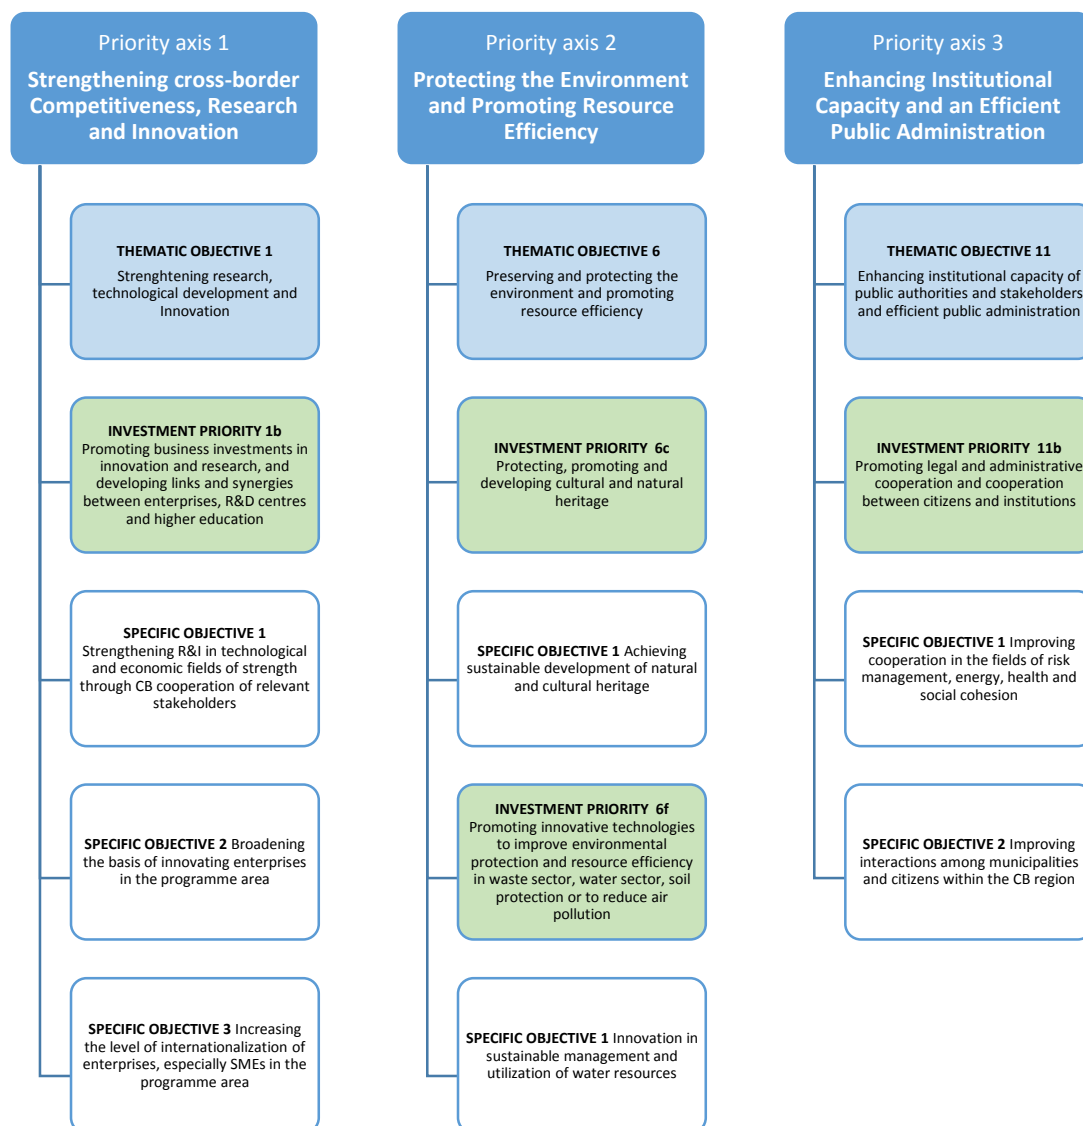 Priority axis 1
Strengthening cross-border
Competitiveness, Research
and Innovation
THEMATIC OBJECTIVE 1
Strenghtening research,
technological development and
Innovation
INVESTMENT PRIORITY 1b
Promoting business investments in
innovation and research, and
developing links and synergies
between enterprises, R&D centres
and higher education
SPECIFIC OBJECTIVE 1
Strengthening R&I in technological
and economic fields of strength
through CB cooperation of relevant
stakeholders
SPECIFIC OBJECTIVE 2 Broadening
the basis of innovating enterprises
in the programme area
SPECIFIC OBJECTIVE 3 Increasing
the level of internationalization of
enterprises, especially SMEs in the
programme area
Priority axis 2
Protecting the Environment
and Promoting Resource
Efficiency
THEMATIC OBJECTIVE 6
Preserving and protecting the
environment and promoting
resource efficiency
INVESTMENT PRIORITY 6c
Protecting, promoting and
developing cultural and natural
heritage
SPECIFIC OBJECTIVE 1 Achieving
sustainable development of natural
and cultural heritage
INVESTMENT PRIORITY 6f
Promoting innovative technologies
to improve environmental
protection and resource efficiency
in waste sector, water sector, soil
protection or to reduce air
pollution
SPECIFIC OBJECTIVE 1 Innovation in
sustainable management and
utilization of water resources
Priority axis 3
Enhancing Institutional
Capacity and an Efficient
Public Administration
THEMATIC OBJECTIVE 11
Enhancing institutional capacity of
public authorities and stakeholders
and efficient public administration
INVESTMENT PRIORITY 11b
Promoting legal and administrative
cooperation and cooperation
between citizens and institutions
SPECIFIC OBJECTIVE 1 Improving
cooperation in the fields of risk
management, energy, health and
social cohesion
SPECIFIC OBJECTIVE 2 Improving
interactions among municipalities
and citizens within the CB region